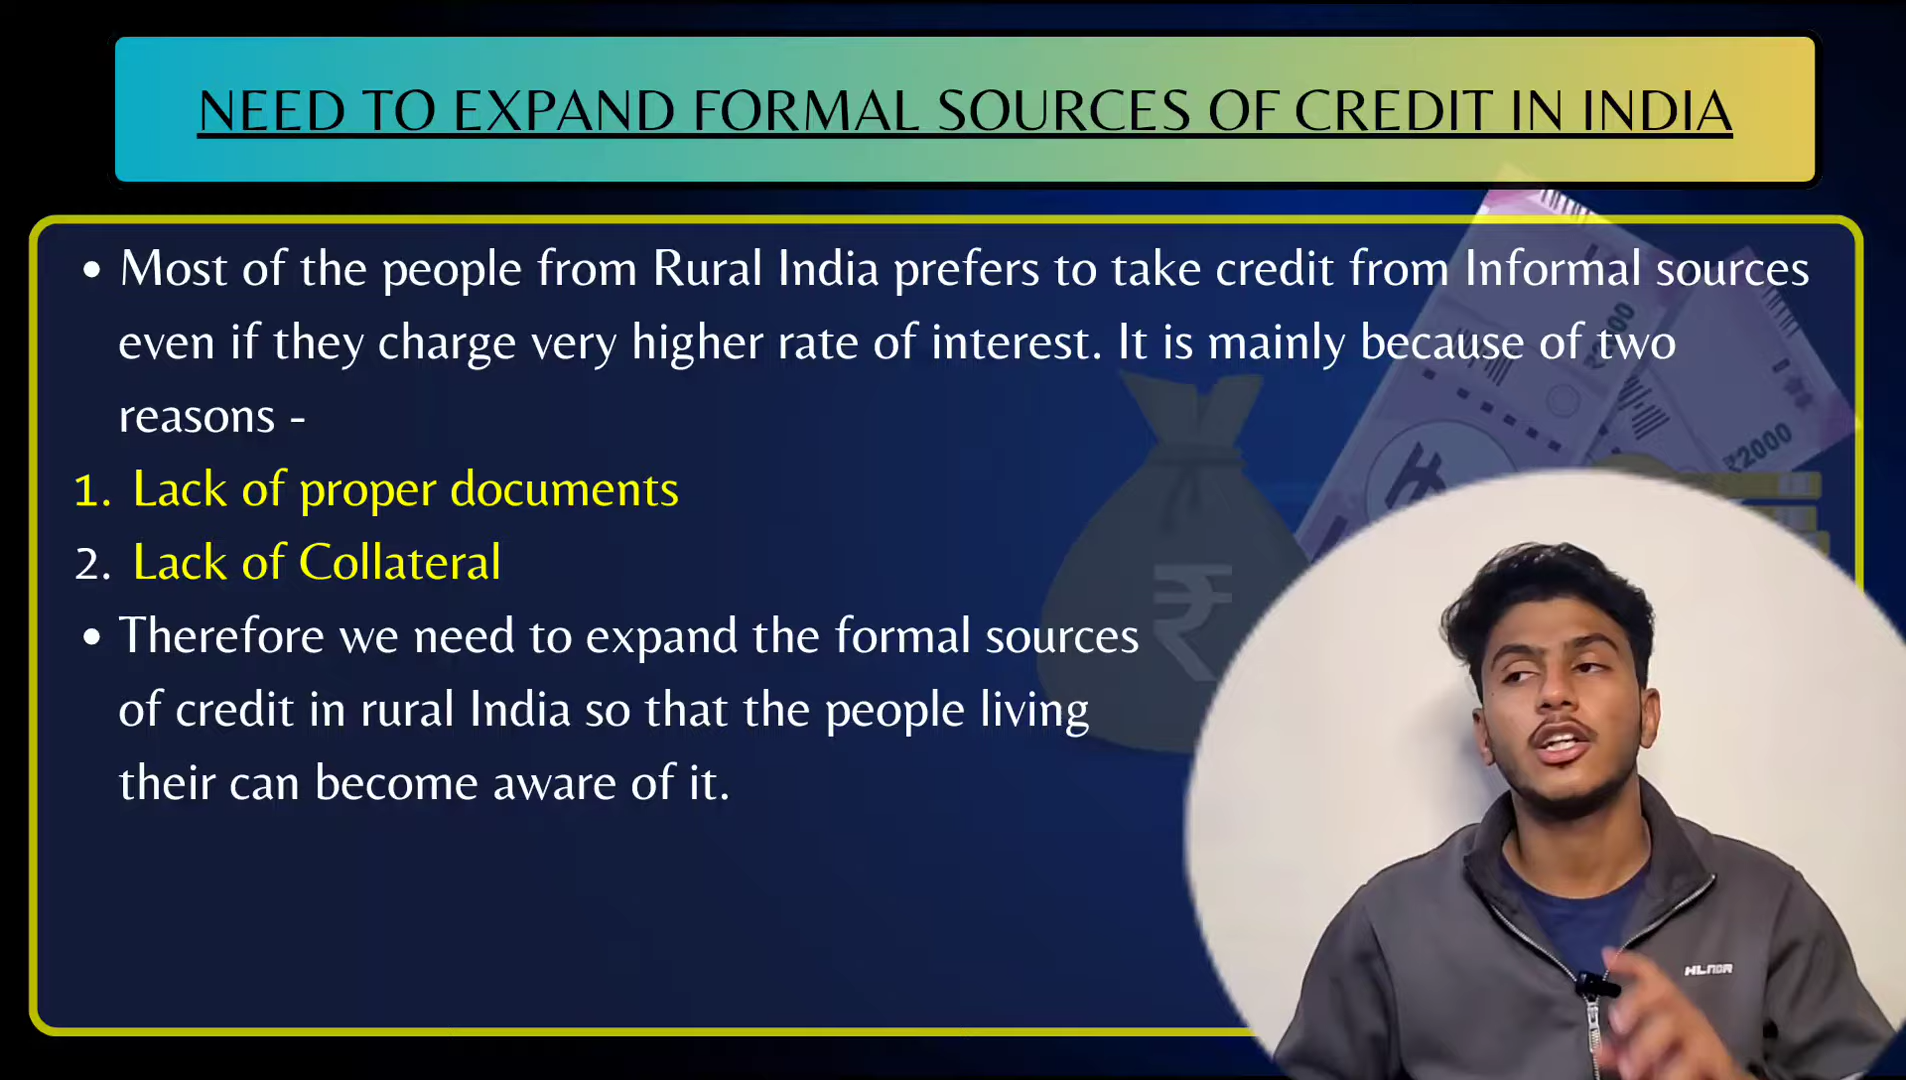 NEED TO EXPAND FORMAL SOURCES OF CREDIT IN INDIA
• Most of the people from Rural India prefers to take credit from Informal sources
even if they charge very higher rate of interest. It is mainly because of two
reasons -
1. Lack of proper documents
2. Lack of Collateral
• Therefore we need to expand the formal sources
of credit in rural India so that the people living
their can become aware of it.
₹2000
₹